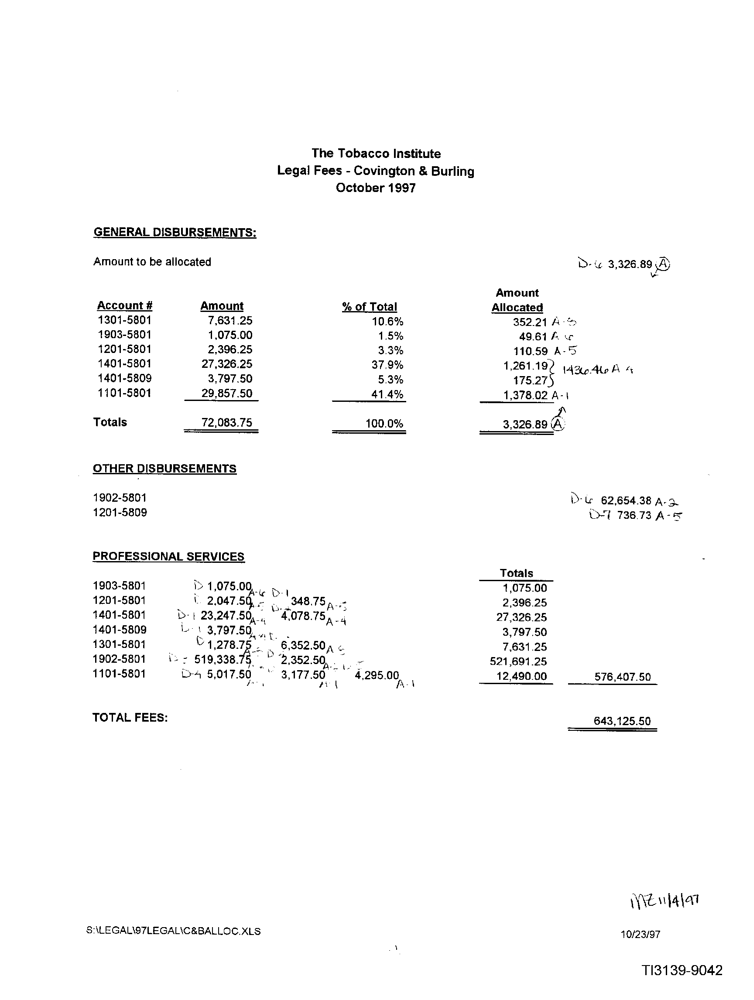 The Tobacco Institute
Legal Fees - Covington & Burling
October 1997
GENERAL DISBURSEMENTS:
Amount to be allocated D-6 3,326.89 A
Amount
Account # Amount % of Total Allocated
1301-5801 7,631.25 10.6% 352.21 A-5
1903-5801 1,075.00 1.5% 49.61 A-6
1201-5801 2,396.25 3.3% 110.59 A-5
1401-5801 27,326.25 37.9% 1,261.19 } 1436.46 A 4
1401-5809 3,797.50 5.3% 175.27
1101-5801 29,857.50 41.4% 1,378.02 A-1
Totals 72,083.75 100.0% 3,326.89 A
OTHER DISBURSEMENTS
1902-5801 D-6 62,654.38 A-2
1201-5809 D-7 736.73 A-5
PROFESSIONAL SERVICES
Totals
1903-5801 D 1,075.00 A-6 D-1 1,075.00
1201-5801 2,047.50 348.75 A-5 2,396.25
1401-5801 D-1 23,247.50 A-4 4,078.75 A-4 27,326.25
1401-5809 3,797.50 3,797.50
1301-5801 1,278.75 6,352.50 7,631.25
1902-5801 519,338.75 2,352.50 521,691.25
1101-5801 D-4 5,017.50 3,177.50 4,295.00 A-1 12,490.00 576,407.50
TOTAL FEES: 643,125.50
11/4/97
S:\LEGAL\97LEGAL\C&BALLOC.XLS 10/23/97
TI3139-9042